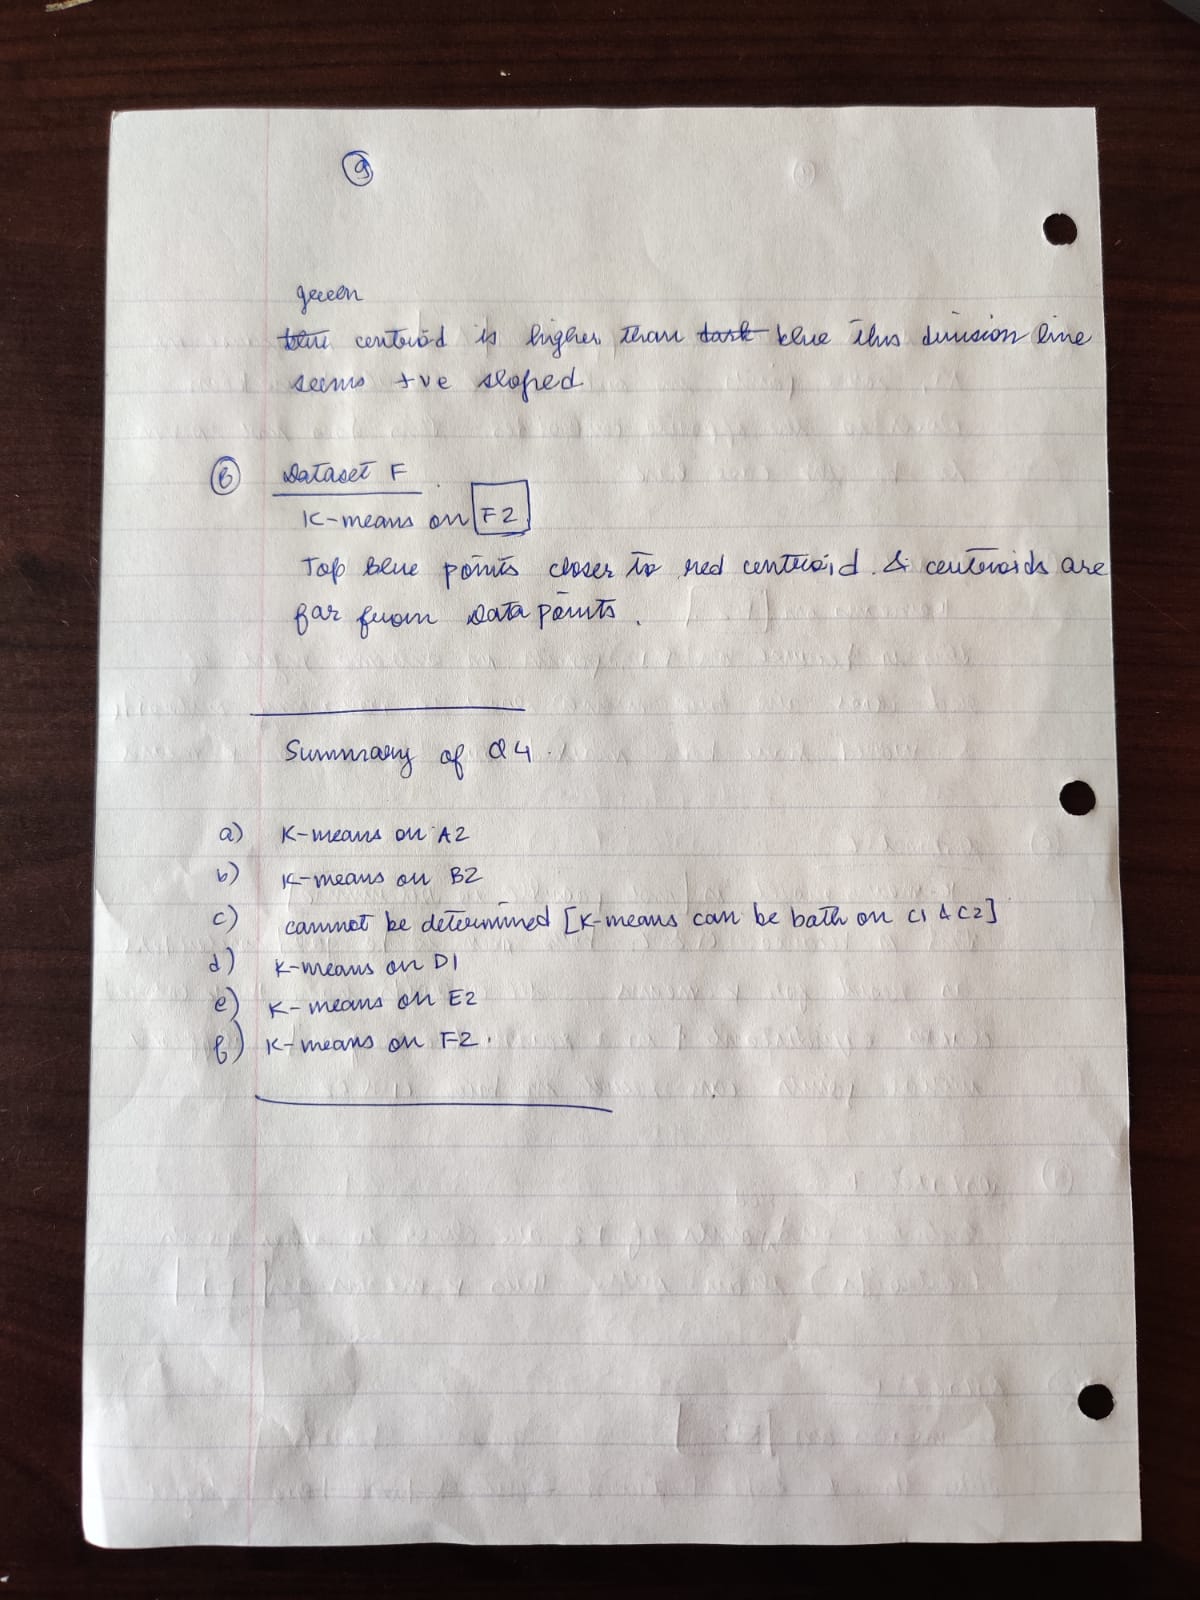 9
green
blue centroid is higher than dark blue thus division line
seems +ve sloped
6 Dataset F
K-means on F2
Top blue points closer to red centroid. & centroids are
far from Data points.
Summary of Q4.
a) K-means on A2
b) K-means on B2
c) cannot be determined [K-means can be both on C1 & C2]
d) K-means on D1
e) K-means on E2
f) K-means on F2.